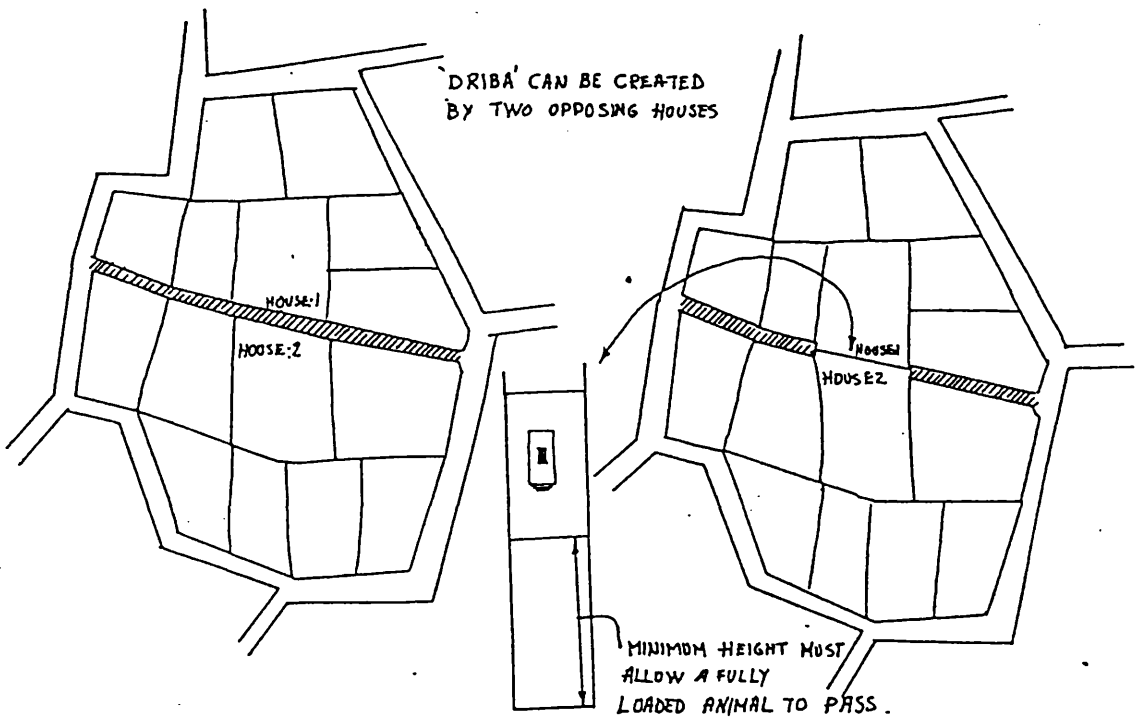 'DRIBA' CAN BE CREATED
BY TWO OPPOSING HOUSES
HOUSE:1
HOOSE:2
HOUSE1
HOUSE2
MINIMUM HEIGHT MUST
ALLOW A FULLY
LOADED ANIMAL TO PASS.